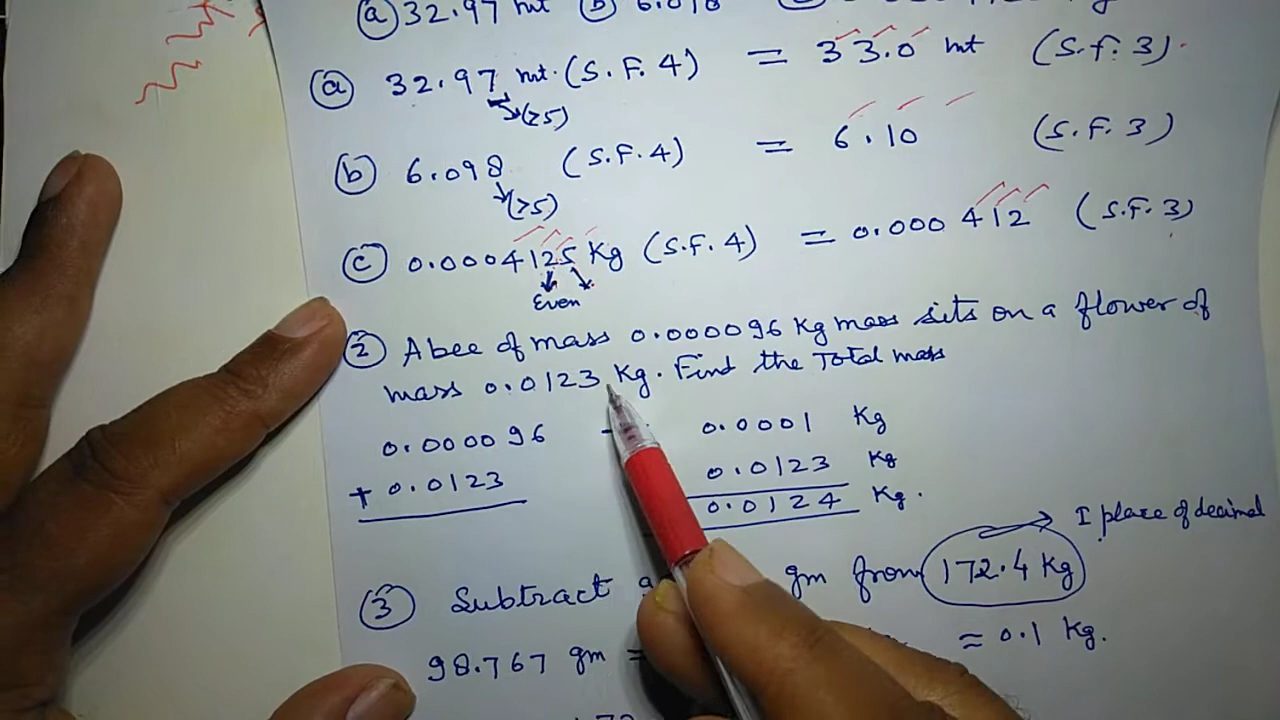 (a) 32.97 mt (b) 6.098
(a) 32.97 mt. (S.F. 4) = 33.0 mt (S.f. 3).
(>5)
(b) 6.098 (S.F. 4) = 6.10 (S.F. 3)
(>5)
(c) 0.0004125 Kg (S.F. 4) = 0.000412 (S.F. 3)
Even
(2) A bee of mass 0.000096 Kg mass sits on a flower of
mass 0.0123 Kg. Find the Total mass
0.000096 0.0001 Kg
+ 0.0123 0.0123 Kg
0.0124 Kg.
I place of decimal
(3) Subtract gm from 172.4 Kg
98.767 gm = ≈ 0.1 Kg.